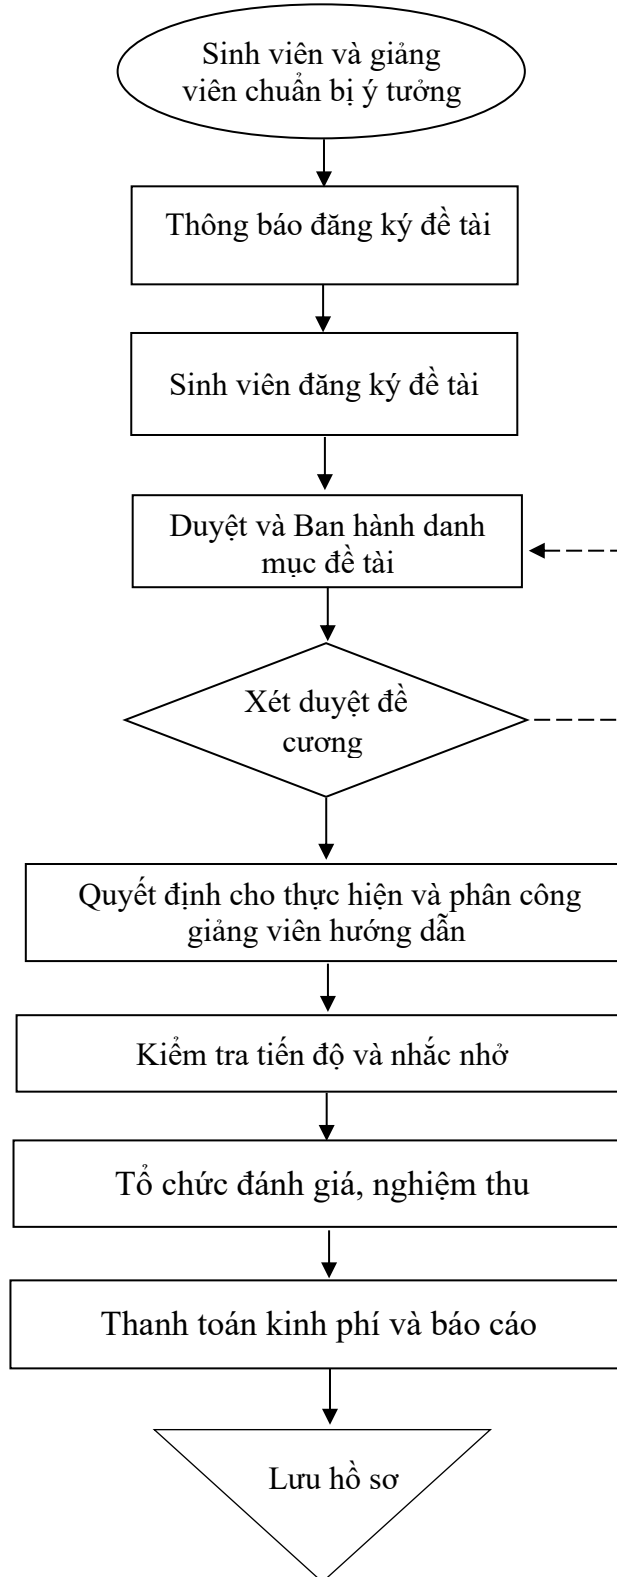 Sinh viên và giảng
viên chuẩn bị ý tưởng
Thông báo đăng ký đề tài
Sinh viên đăng ký đề tài
Duyệt và Ban hành danh
mục đề tài
Xét duyệt đề
cương
Quyết định cho thực hiện và phân công
giảng viên hướng dẫn
Kiểm tra tiến độ và nhắc nhở
Tổ chức đánh giá, nghiệm thu
Thanh toán kinh phí và báo cáo
Lưu hồ sơ